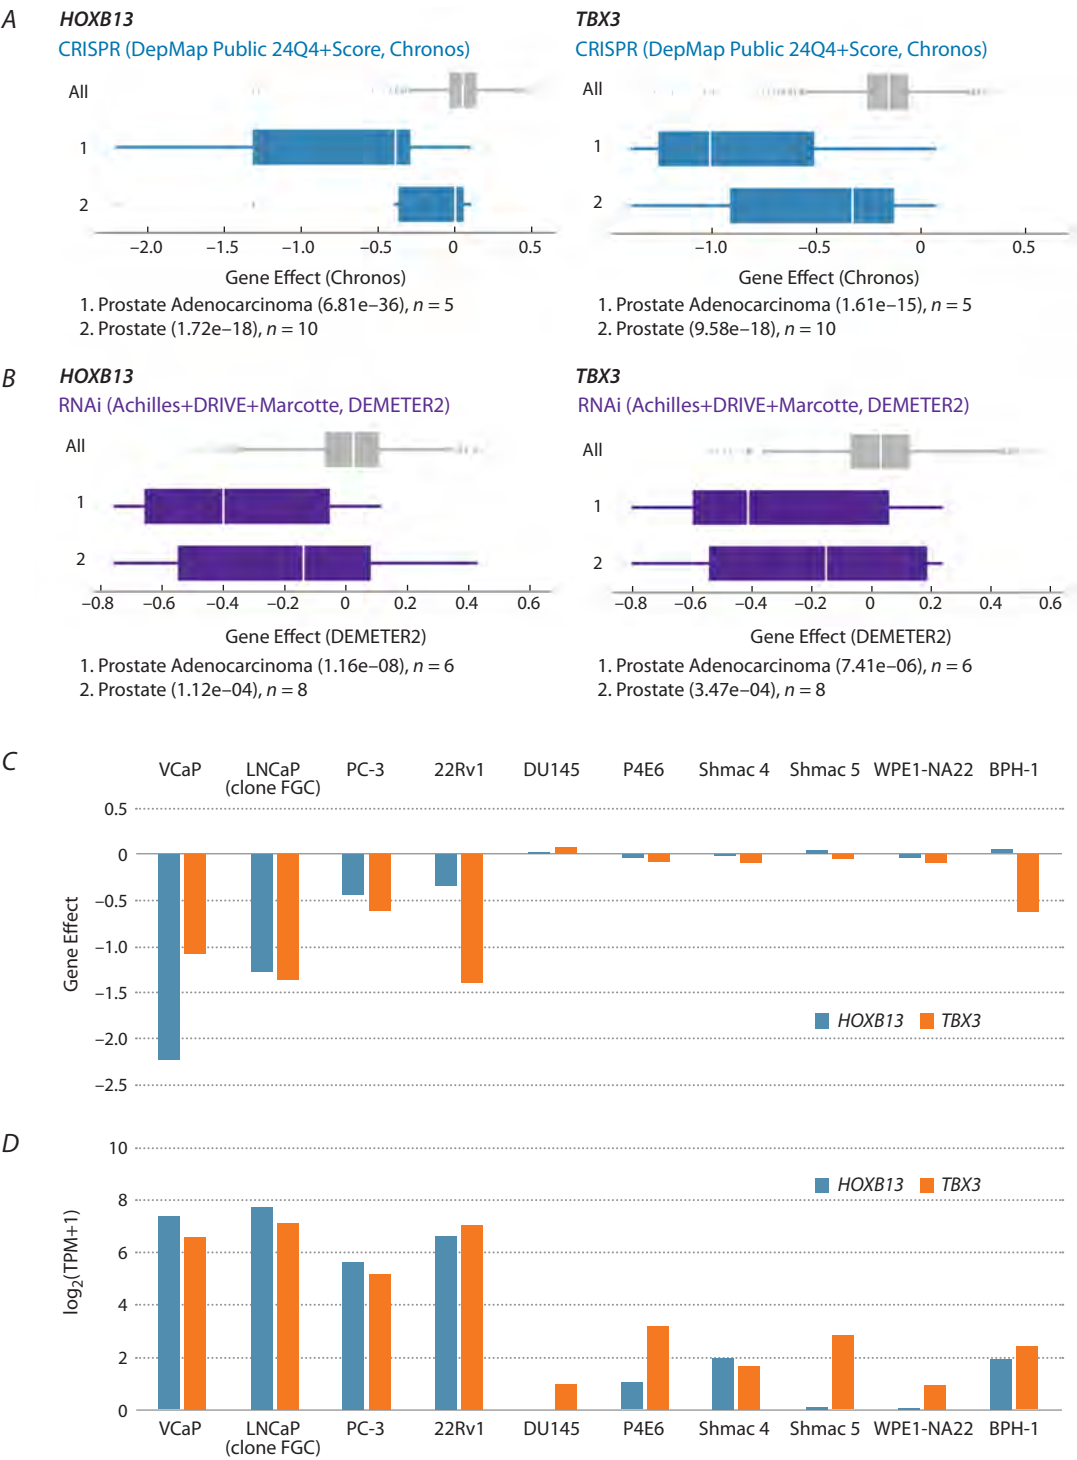 A
HOXB13
CRISPR (DepMap Public 24Q4+Score, Chronos)
All
1
2
–2.0 –1.5 –1.0 –0.5 0 0.5
Gene Effect (Chronos)
1. Prostate Adenocarcinoma (6.81e–36), n = 5
2. Prostate (1.72e–18), n = 10
TBX3
CRISPR (DepMap Public 24Q4+Score, Chronos)
All
1
2
–1.0 –0.5 0 0.5
Gene Effect (Chronos)
1. Prostate Adenocarcinoma (1.61e–15), n = 5
2. Prostate (9.58e–18), n = 10
B
HOXB13
RNAi (Achilles+DRIVE+Marcotte, DEMETER2)
All
1
2
–0.8 –0.6 –0.4 –0.2 0 0.2 0.4 0.6
Gene Effect (DEMETER2)
1. Prostate Adenocarcinoma (1.16e–08), n = 6
2. Prostate (1.12e–04), n = 8
TBX3
RNAi (Achilles+DRIVE+Marcotte, DEMETER2)
All
1
2
–0.8 –0.6 –0.4 –0.2 0 0.2 0.4 0.6
Gene Effect (DEMETER2)
1. Prostate Adenocarcinoma (7.41e–06), n = 6
2. Prostate (3.47e–04), n = 8
C
VCaP LNCaP PC-3 22Rv1 DU145 P4E6 Shmac 4 Shmac 5 WPE1-NA22 BPH-1
(clone FGC)
0.5
0
–0.5
–1.0
–1.5
–2.0
–2.5
Gene Effect
HOXB13 TBX3
D
10
8
6
4
2
0
log2(TPM+1)
HOXB13 TBX3
VCaP LNCaP PC-3 22Rv1 DU145 P4E6 Shmac 4 Shmac 5 WPE1-NA22 BPH-1
(clone FGC)